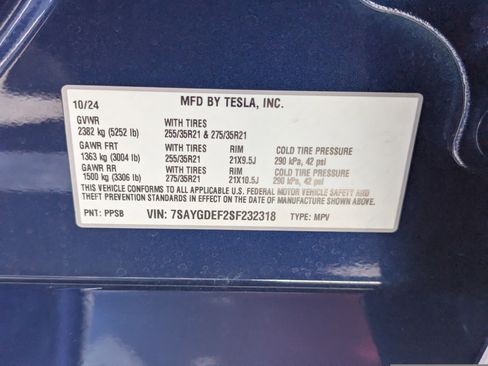 10/24 MFD BY TESLA, INC.
GVWR WITH TIRES
2382 kg (5252 lb) 255/35R21 & 275/35R21
GAWR FRT WITH TIRES RIM COLD TIRE PRESSURE
1363 kg (3004 lb) 255/35R21 21X9.5J 290 kPa, 42 psi
GAWR RR WITH TIRES RIM COLD TIRE PRESSURE
1500 kg (3306 lb) 275/35R21 21X10.5J 290 kPa, 42 psi
THIS VEHICLE CONFORMS TO ALL APPLICABLE U.S. FEDERAL MOTOR VEHICLE SAFETY AND
THEFT PREVENTION STANDARDS IN EFFECT ON THE DATE OF MANUFACTURE SHOWN ABOVE.
PNT: PPSB VIN: 7SAYGDEF2SF232318 TYPE: MPV